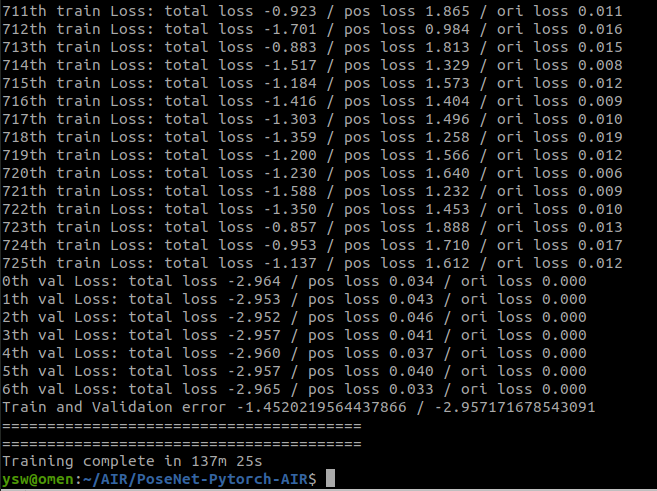 711th train Loss: total loss -0.923 / pos loss 1.865 / ori loss 0.011
712th train Loss: total loss -1.701 / pos loss 0.984 / ori loss 0.016
713th train Loss: total loss -0.883 / pos loss 1.813 / ori loss 0.015
714th train Loss: total loss -1.517 / pos loss 1.329 / ori loss 0.008
715th train Loss: total loss -1.184 / pos loss 1.573 / ori loss 0.012
716th train Loss: total loss -1.416 / pos loss 1.404 / ori loss 0.009
717th train Loss: total loss -1.303 / pos loss 1.496 / ori loss 0.010
718th train Loss: total loss -1.359 / pos loss 1.258 / ori loss 0.019
719th train Loss: total loss -1.200 / pos loss 1.566 / ori loss 0.012
720th train Loss: total loss -1.230 / pos loss 1.640 / ori loss 0.006
721th train Loss: total loss -1.588 / pos loss 1.232 / ori loss 0.009
722th train Loss: total loss -1.350 / pos loss 1.453 / ori loss 0.010
723th train Loss: total loss -0.857 / pos loss 1.888 / ori loss 0.013
724th train Loss: total loss -0.953 / pos loss 1.710 / ori loss 0.017
725th train Loss: total loss -1.137 / pos loss 1.612 / ori loss 0.012
0th val Loss: total loss -2.964 / pos loss 0.034 / ori loss 0.000
1th val Loss: total loss -2.953 / pos loss 0.043 / ori loss 0.000
2th val Loss: total loss -2.952 / pos loss 0.046 / ori loss 0.000
3th val Loss: total loss -2.957 / pos loss 0.041 / ori loss 0.000
4th val Loss: total loss -2.960 / pos loss 0.037 / ori loss 0.000
5th val Loss: total loss -2.957 / pos loss 0.040 / ori loss 0.000
6th val Loss: total loss -2.965 / pos loss 0.033 / ori loss 0.000
Train and Validaion error -1.4520219564437866 / -2.957171678543091
========================================
========================================
Training complete in 137m 25s
ysw@omen:~/AIR/PoseNet-Pytorch-AIR$